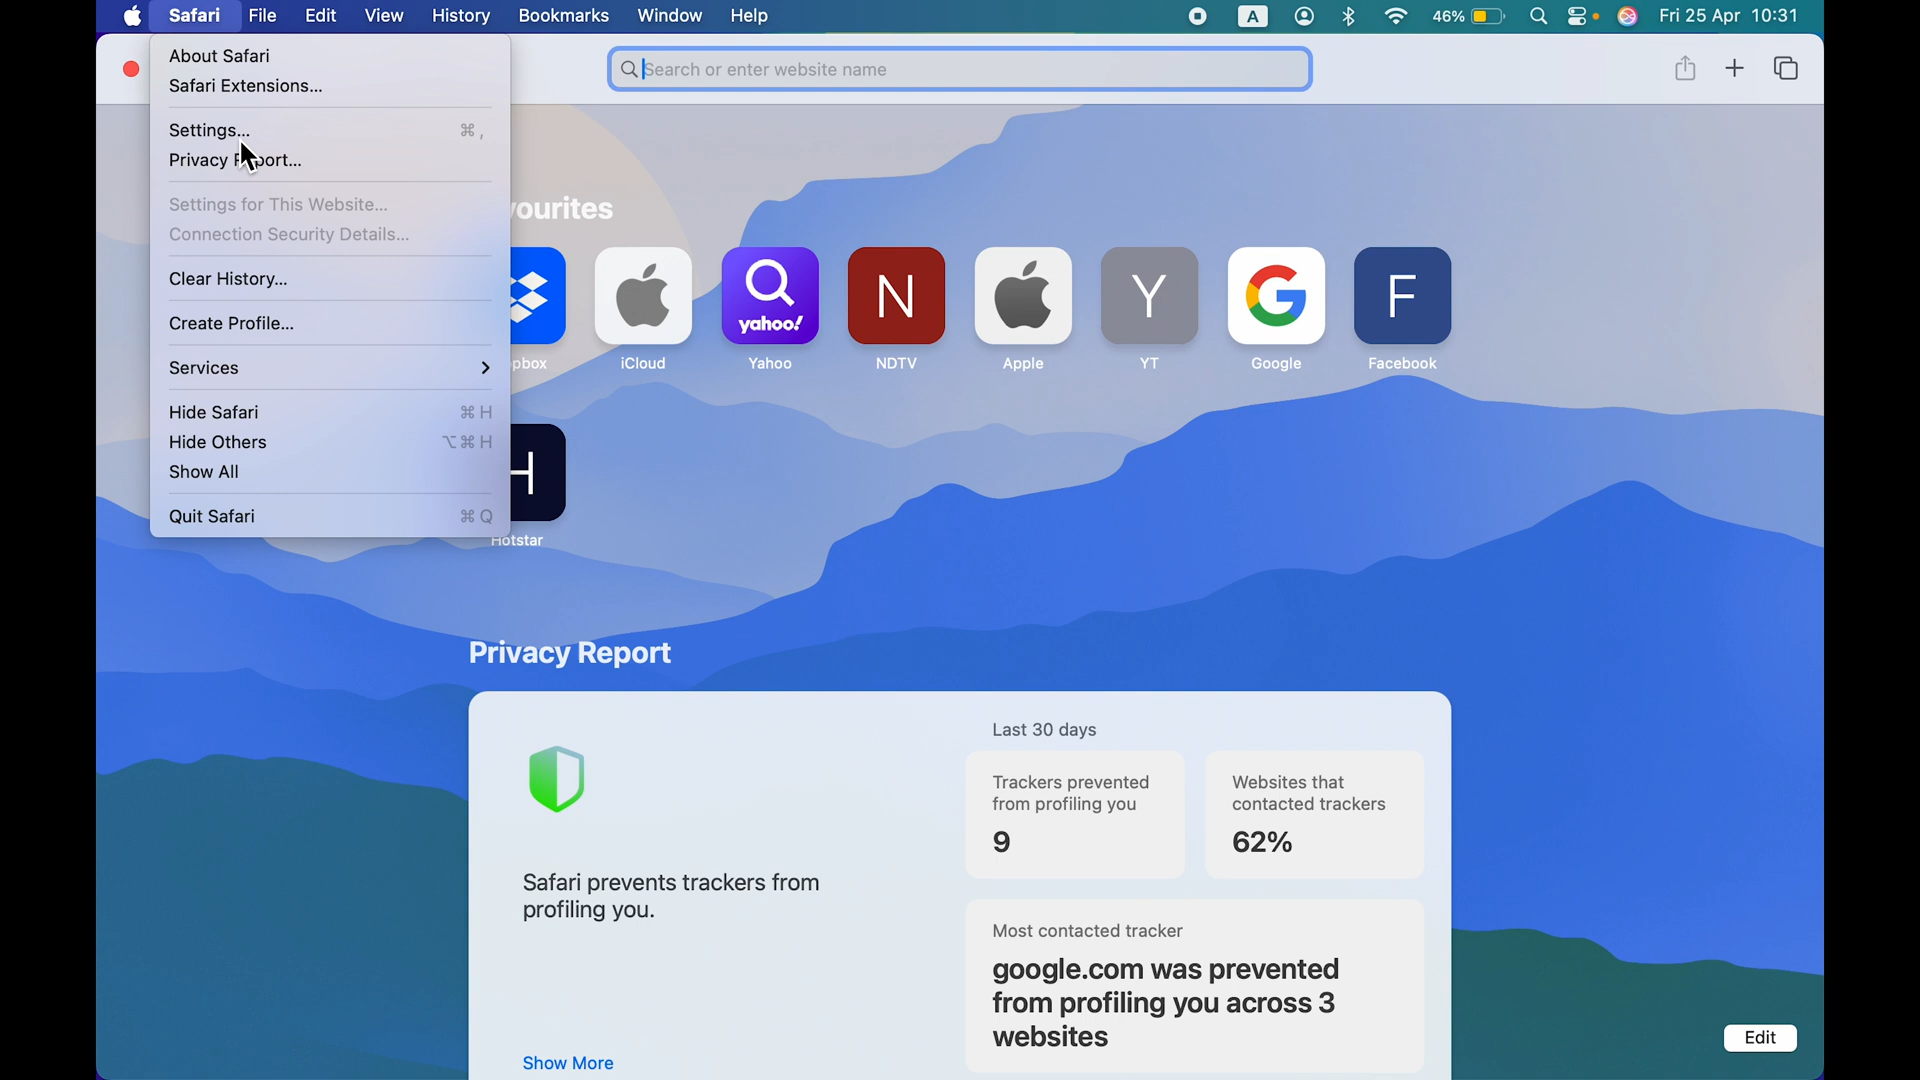 Safari File Edit View History Bookmarks Window Help A 46% Fri 25 Apr 10:31
About Safari
Safari Extensions...
Settings... ⌘ ,
Privacy
Settings for This Website...
Connection Security Details...
Clear History...
Create Profile...
Services
Hide Safari ⌘ H
Hide Others ⌥ ⌘ H
Show All
Quit Safari ⌘ Q
Search or enter website name
vourites
yahoo!
N
Y
G
F
pbox iCloud Yahoo NDTV Apple YT Google Facebook
H
Hotstar
Privacy Report
Safari prevents trackers from
profiling you.
Show More
Last 30 days
Trackers prevented
from profiling you
9
Websites that
contacted trackers
62%
Most contacted tracker
google.com was prevented
from profiling you across 3
websites
Edit